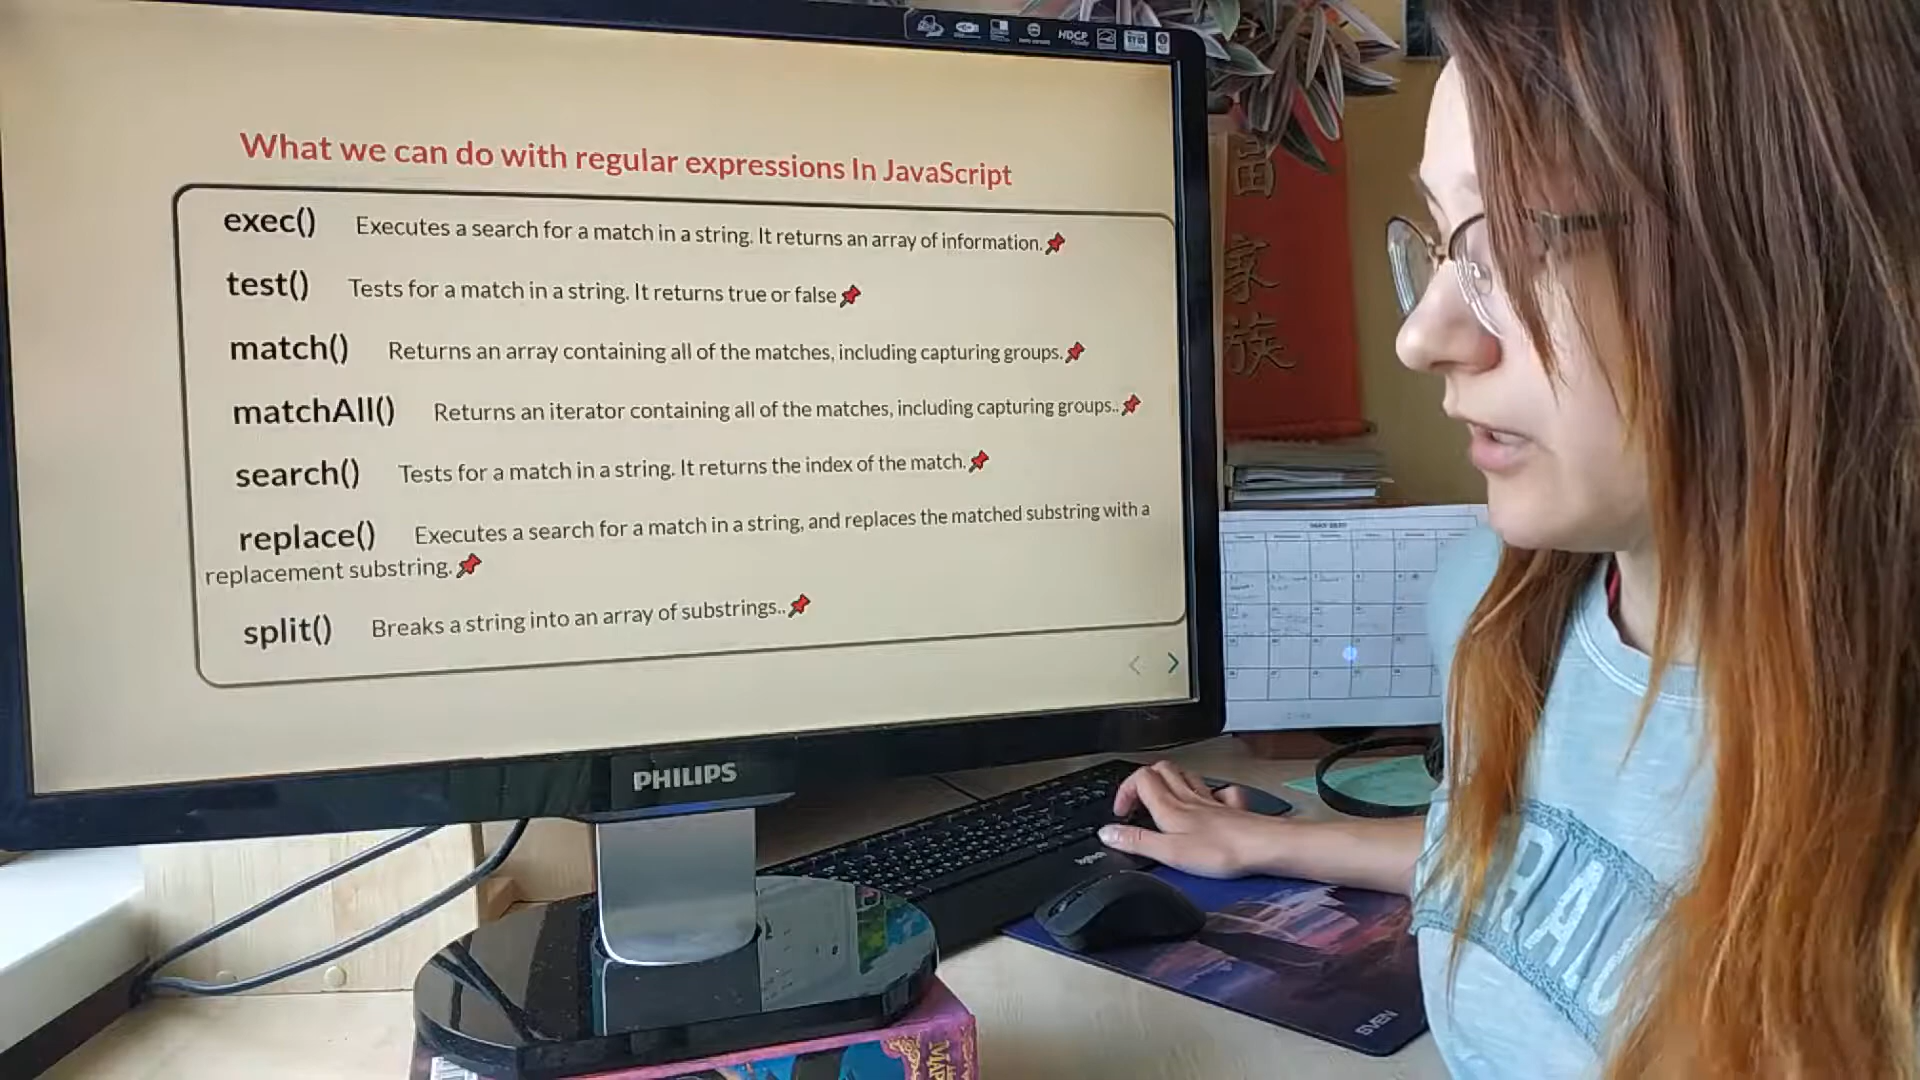 HDCP
What we can do with regular expressions In JavaScript
exec() Executes a search for a match in a string. It returns an array of information.
test() Tests for a match in a string. It returns true or false
match() Returns an array containing all of the matches, including capturing groups.
matchAll() Returns an iterator containing all of the matches, including capturing groups..
search() Tests for a match in a string. It returns the index of the match.
replace() Executes a search for a match in a string, and replaces the matched substring with a
replacement substring.
split() Breaks a string into an array of substrings..
< >
PHILIPS
家
族
logitech
SVEN